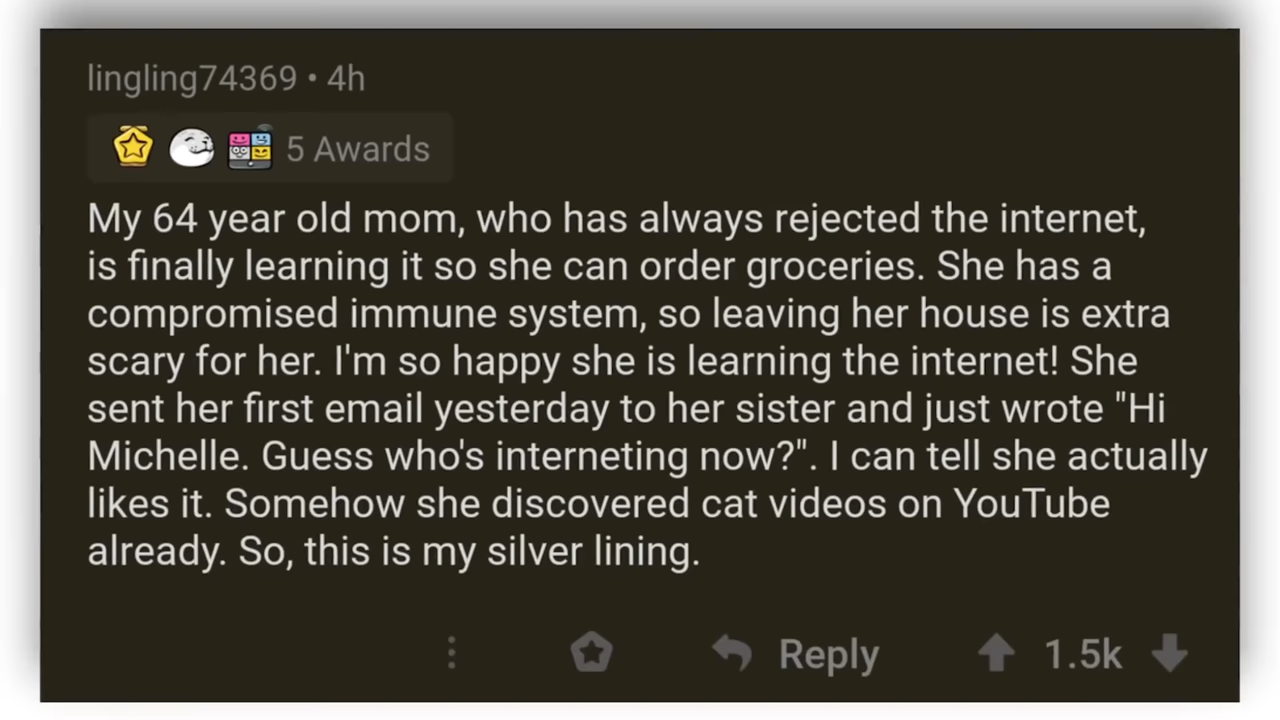 lingling74369 • 4h
5 Awards
My 64 year old mom, who has always rejected the internet,
is finally learning it so she can order groceries. She has a
compromised immune system, so leaving her house is extra
scary for her. I'm so happy she is learning the internet! She
sent her first email yesterday to her sister and just wrote "Hi
Michelle. Guess who's interneting now?". I can tell she actually
likes it. Somehow she discovered cat videos on YouTube
already. So, this is my silver lining.
Reply 1.5k